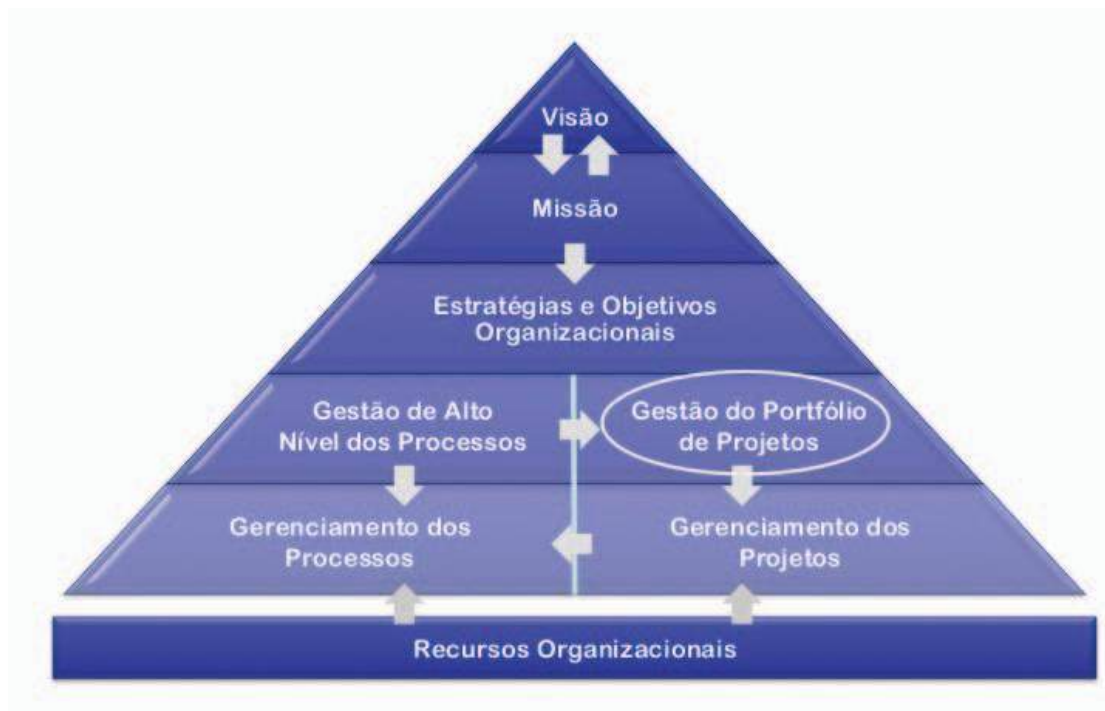 Visão
Missão
Estratégias e Objetivos
Organizacionais
Gestão de Alto
Nível dos Processos
Gestão do Portfólio
de Projetos
Gerenciamento dos
Processos
Gerenciamento dos
Projetos
Recursos Organizacionais